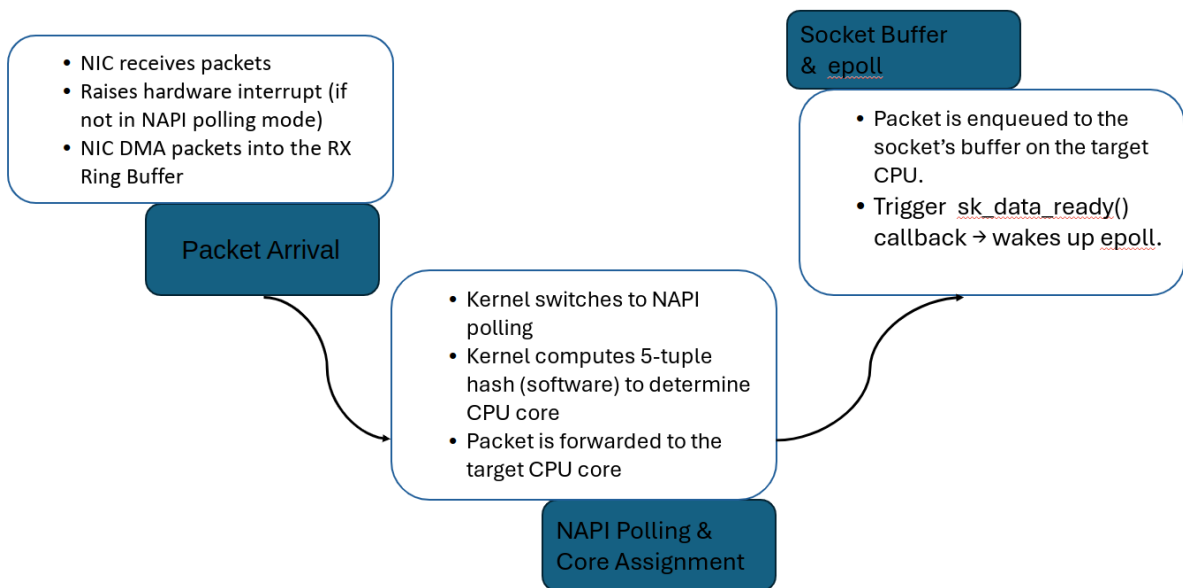 • NIC receives packets
• Raises hardware interrupt (if
not in NAPI polling mode)
• NIC DMA packets into the RX
Ring Buffer
Packet Arrival
• Kernel switches to NAPI
polling
• Kernel computes 5-tuple
hash (software) to determine
CPU core
• Packet is forwarded to the
target CPU core
NAPI Polling &
Core Assignment
Socket Buffer
& epoll
• Packet is enqueued to the
socket’s buffer on the target
CPU.
• Trigger sk_data_ready()
callback → wakes up epoll.